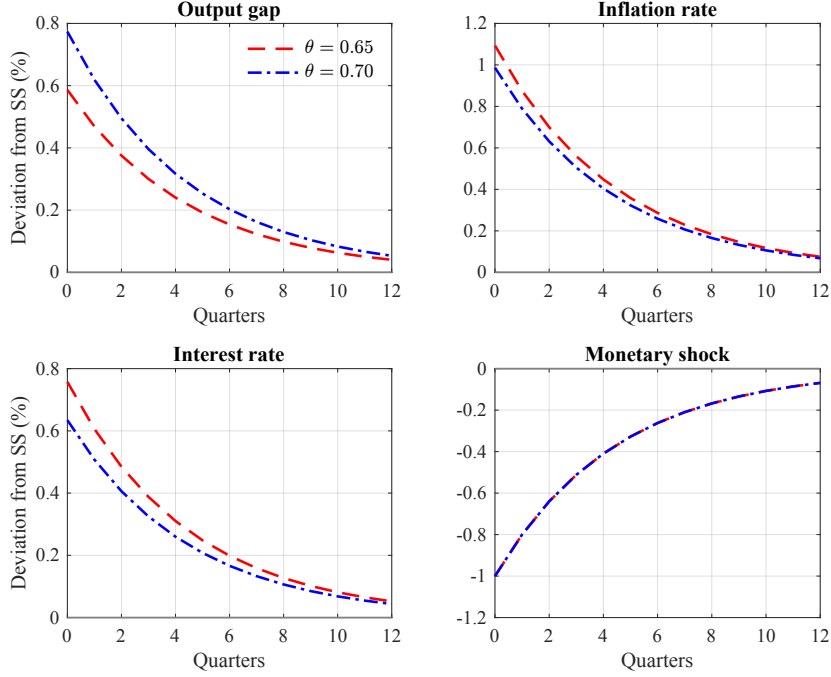 Output gap
Deviation from SS (%)
0.8
0.6
0.4
0.2
0
0 2 4 6 8 10 12
Quarters
θ = 0.65
θ = 0.70
Inflation rate
1.2
1
0.8
0.6
0.4
0.2
0
0 2 4 6 8 10 12
Quarters
Interest rate
Deviation from SS (%)
0.8
0.6
0.4
0.2
0
0 2 4 6 8 10 12
Quarters
Monetary shock
0
-0.2
-0.4
-0.6
-0.8
-1
-1.2
0 2 4 6 8 10 12
Quarters